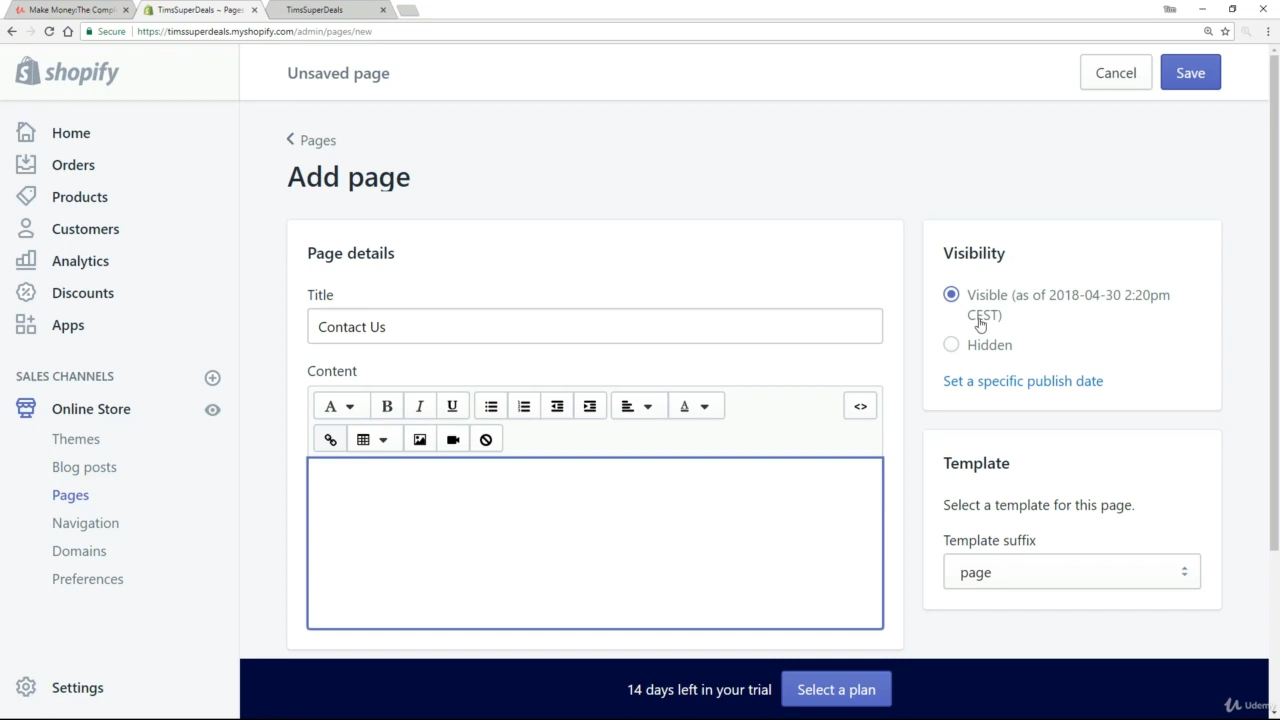 Make Money:The Compl
TimsSuperDeals ~ Pages
TimsSuperDeals
Tim
Secure
https://timssuperdeals.myshopify.com/admin/pages/new
shopify
Unsaved page
Cancel
Save
Home
Orders
Products
Customers
Analytics
Discounts
Apps
SALES CHANNELS
Online Store
Themes
Blog posts
Pages
Navigation
Domains
Preferences
Settings
Pages
Add page
Page details
Title
Contact Us
Content
A
B
I
U
A
<>
Visibility
Visible (as of 2018-04-30 2:20pm
CEST)
Hidden
Set a specific publish date
Template
Select a template for this page.
Template suffix
page
14 days left in your trial
Select a plan
Udemy